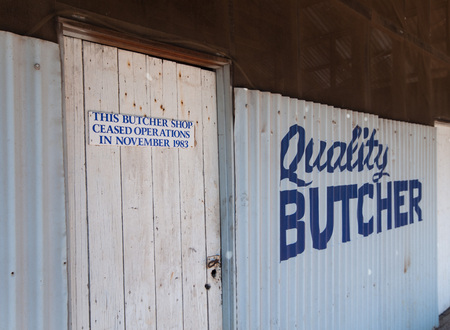 THIS BUTCHER SHOP
CEASED OPERATIONS
IN NOVEMBER 1983
Quality
BUTCHER